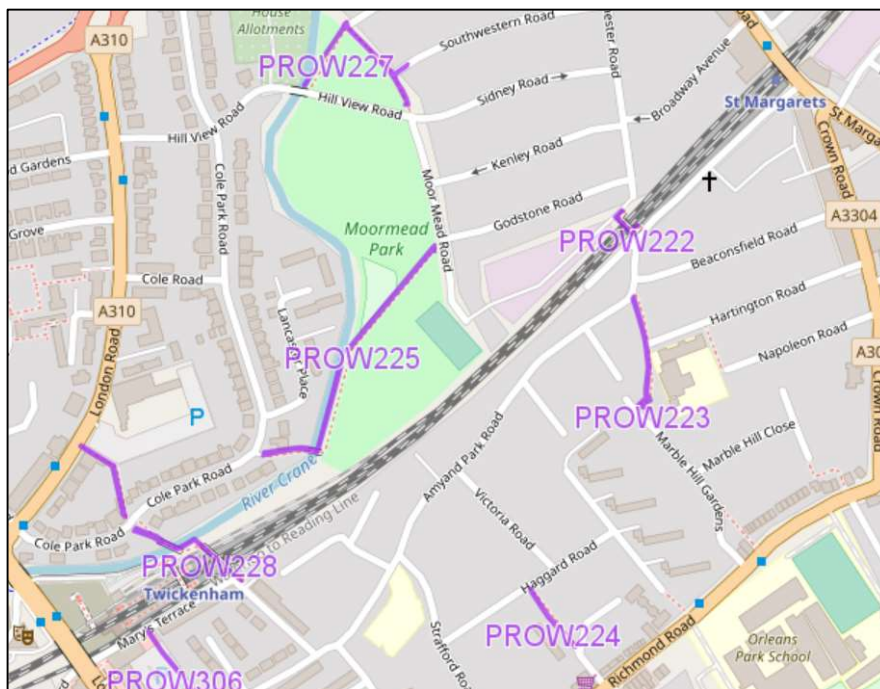 House
Allotments
A310
Southwestern Road
PROW227
Hill View Road
Sidney Road
Broadway Avenue
St Margarets
Hill View Road
Kenley Road
Crown Road
Cole Park Road
Moor Mead Road
Godstone Road
Grove
Moormead
Park
PROW222
A3304
Beaconsfield Road
Cole Road
Lancaster Place
A310
Hartington Road
London Road
PROW225
Napoleon Road
P
PROW223
Crown Road
Amyand Park Road
Marble Hill Close
Marble Hill Gardens
Cole Park Road
River Crane
Victoria Road
to Reading Line
Cole Park Road
PROW228
Twickenham
Haggard Road
Mary's Terrace
PROW224
Strafford Road
Richmond Road
Orleans
Park School
PROW306